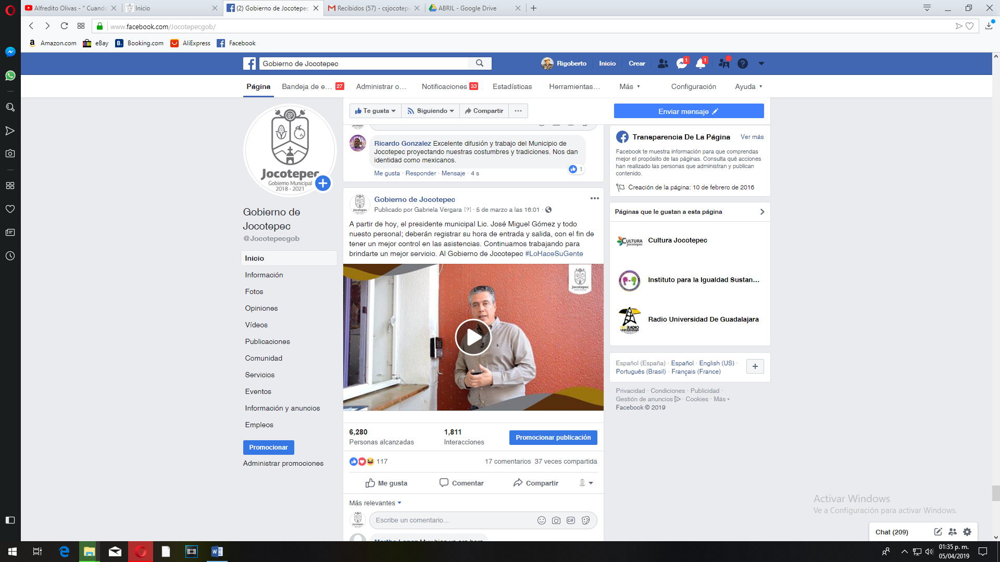 Alfredito Olivas - " Cuando
Inicio
(2) Gobierno de Jocotepec
Recibidos (57) - csjocotepe
ABRIL - Google Drive
www.facebook.com/Jocotepecgob/
Amazon.com
eBay
Booking.com
AliExpress
Facebook
Gobierno de Jocotepec
Rigoberto
Inicio
Crear
1
1
Página
Bandeja de e... 27
Administrar o...
Notificaciones 33
Estadísticas
Herramientas...
Más
Configuración
Ayuda
Jocotepec
Gobierno Municipal
2018 - 2021
Gobierno de
Jocotepec
@Jocotepecgob
Inicio
Información
Fotos
Opiniones
Vídeos
Publicaciones
Comunidad
Servicios
Eventos
Información y anuncios
Empleos
Promocionar
Administrar promociones
Te gusta
Siguiendo
Compartir
Enviar mensaje
Ricardo Gonzalez Excelente difusión y trabajo del Municipio de
Jocotepec proyectando nuestras costumbres y tradiciones. Nos dan
identidad como mexicanos.
1
Me gusta · Responder · Mensaje · 4 s
Gobierno de Jocotepec
Publicado por Gabriela Vergara [?] · 5 de marzo a las 16:01 ·
A partir de hoy, el presidente municipal Lic. José Miguel Gómez y todo
nuesto personal; deberán registrar su hora de entrada y salida, con el fin de
tener un mejor control en las asistencias. Continuamos trabajando para
brindarte un mejor servicio. Al Gobierno de Jocotepec #LoHaceSuGente
Jocotepec
6,280
Personas alcanzadas
1,811
Interacciones
Promocionar publicación
117
17 comentarios 37 veces compartida
Me gusta
Comentar
Compartir
Más relevantes
Escribe un comentario...
GIF
Transparencia De La Página
Ver más
Facebook te muestra información para que comprendas
mejor el propósito de las páginas. Consulta qué acciones
han realizado las personas que administran y publican
contenido.
Creación de la página: 10 de febrero de 2016
Páginas que le gustan a esta página
CULTURA
Jocotepec
Cultura Jocotepec
Instituto para la Igualdad Sustan...
RADIO
Radio Universidad De Guadalajara
Español (España) · Español · English (US) ·
Português (Brasil) · Français (France)
Privacidad · Condiciones · Publicidad ·
Gestión de anuncios · Cookies · Más
Facebook © 2019
Activar Windows
Ve a Configuración para activar Windows.
Chat (209)
01:35 p. m.
05/04/2019